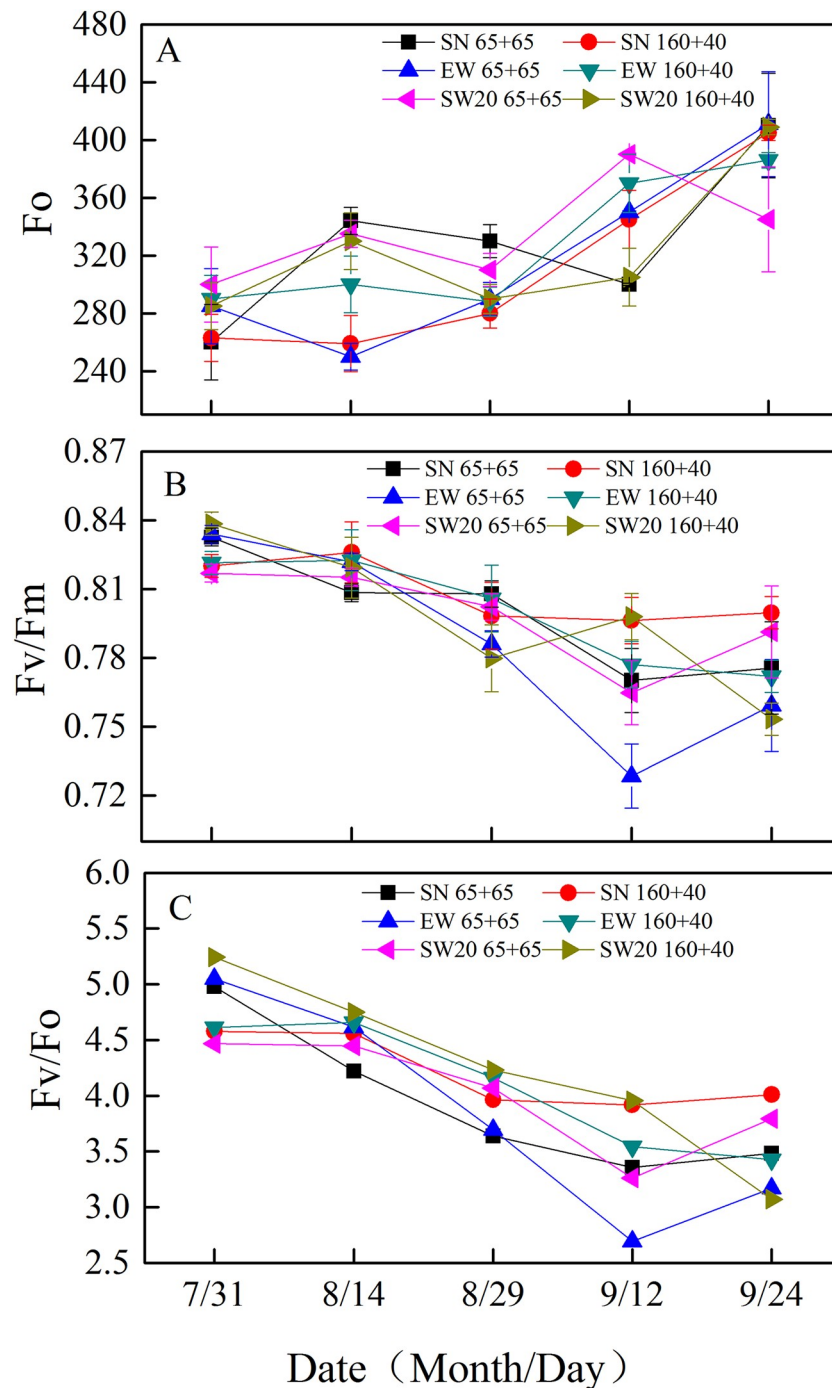 A
SN 65+65 SN 160+40
EW 65+65 EW 160+40
SW20 65+65 SW20 160+40
480
440
400
360
320
280
240
Fo
B
SN 65+65 SN 160+40
EW 65+65 EW 160+40
SW20 65+65 SW20 160+40
0.87
0.84
0.81
0.78
0.75
0.72
Fv/Fm
C
SN 65+65 SN 160+40
EW 65+65 EW 160+40
SW20 65+65 SW20 160+40
6.0
5.5
5.0
4.5
4.0
3.5
3.0
2.5
Fv/Fo
7/31 8/14 8/29 9/12 9/24
Date（Month/Day）